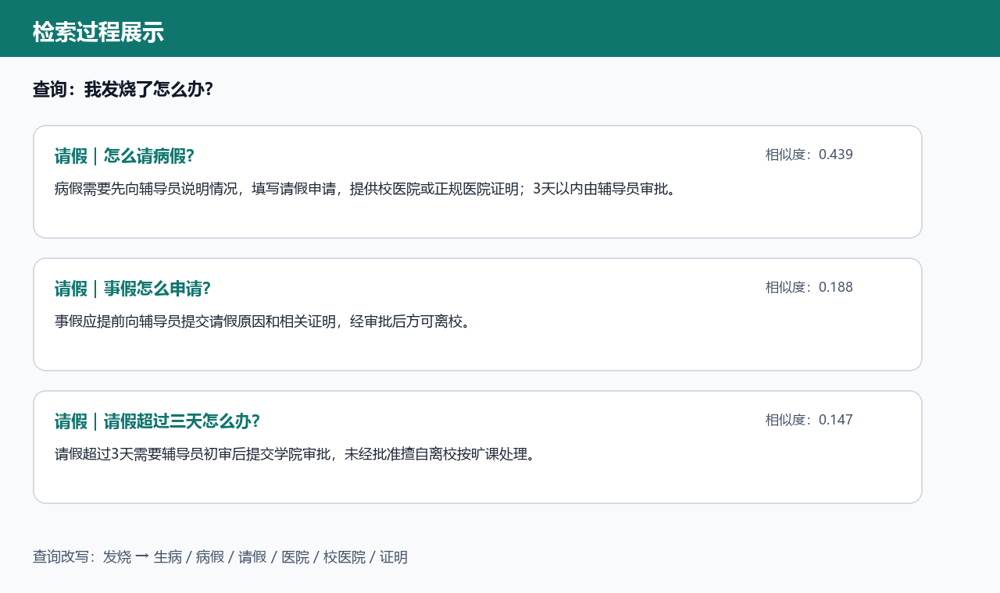 检索过程展示
查询：我发烧了怎么办?
请假｜怎么请病假?
相似度：0.439
病假需要先向辅导员说明情况，填写请假申请，提供校医院或正规医院证明；3天以内由辅导员审批。
请假｜事假怎么申请?
相似度：0.188
事假应提前向辅导员提交请假原因和相关证明，经审批后方可离校。
请假｜请假超过三天怎么办?
相似度：0.147
请假超过3天需要辅导员初审后提交学院审批，未经批准擅自离校按旷课处理。
查询改写：发烧 → 生病 / 病假 / 请假 / 医院 / 校医院 / 证明